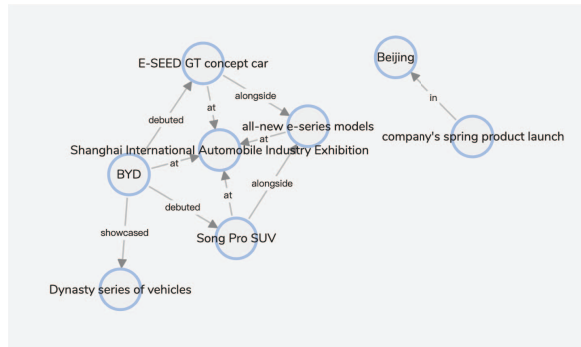 E-SEED GT concept car
Beijing
alongside
debuted
at
in
all-new e-series models
company's spring product launch
at
Shanghai International Automobile Industry Exhibition
at
BYD
alongside
at
debuted
showcased
Song Pro SUV
Dynasty series of vehicles